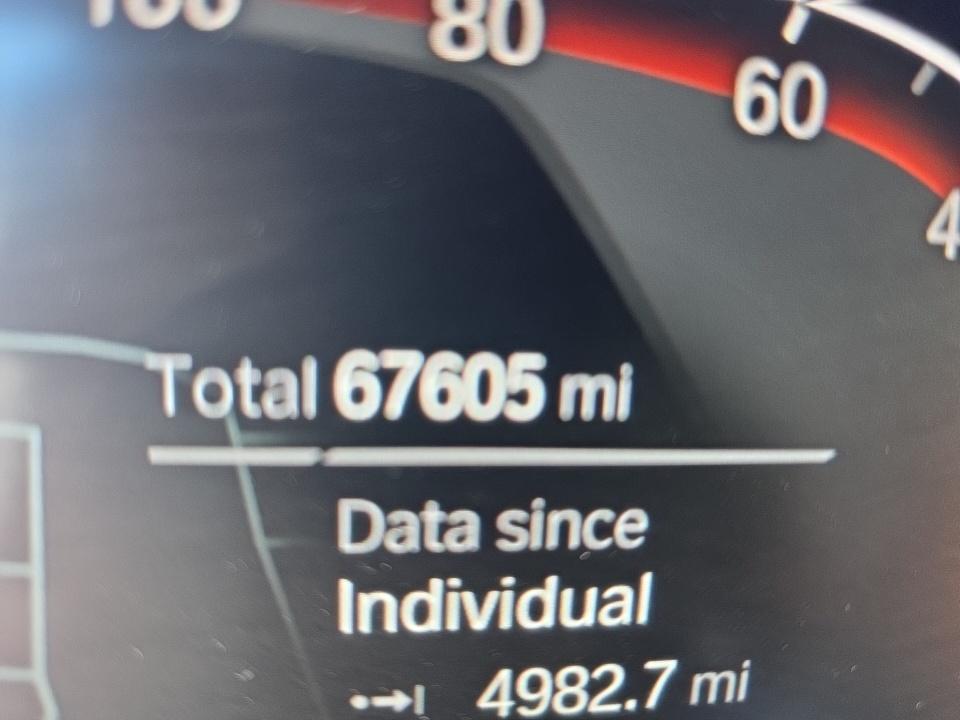 80
60
Total 67605 mi
Data since
Individual
4982.7 mi